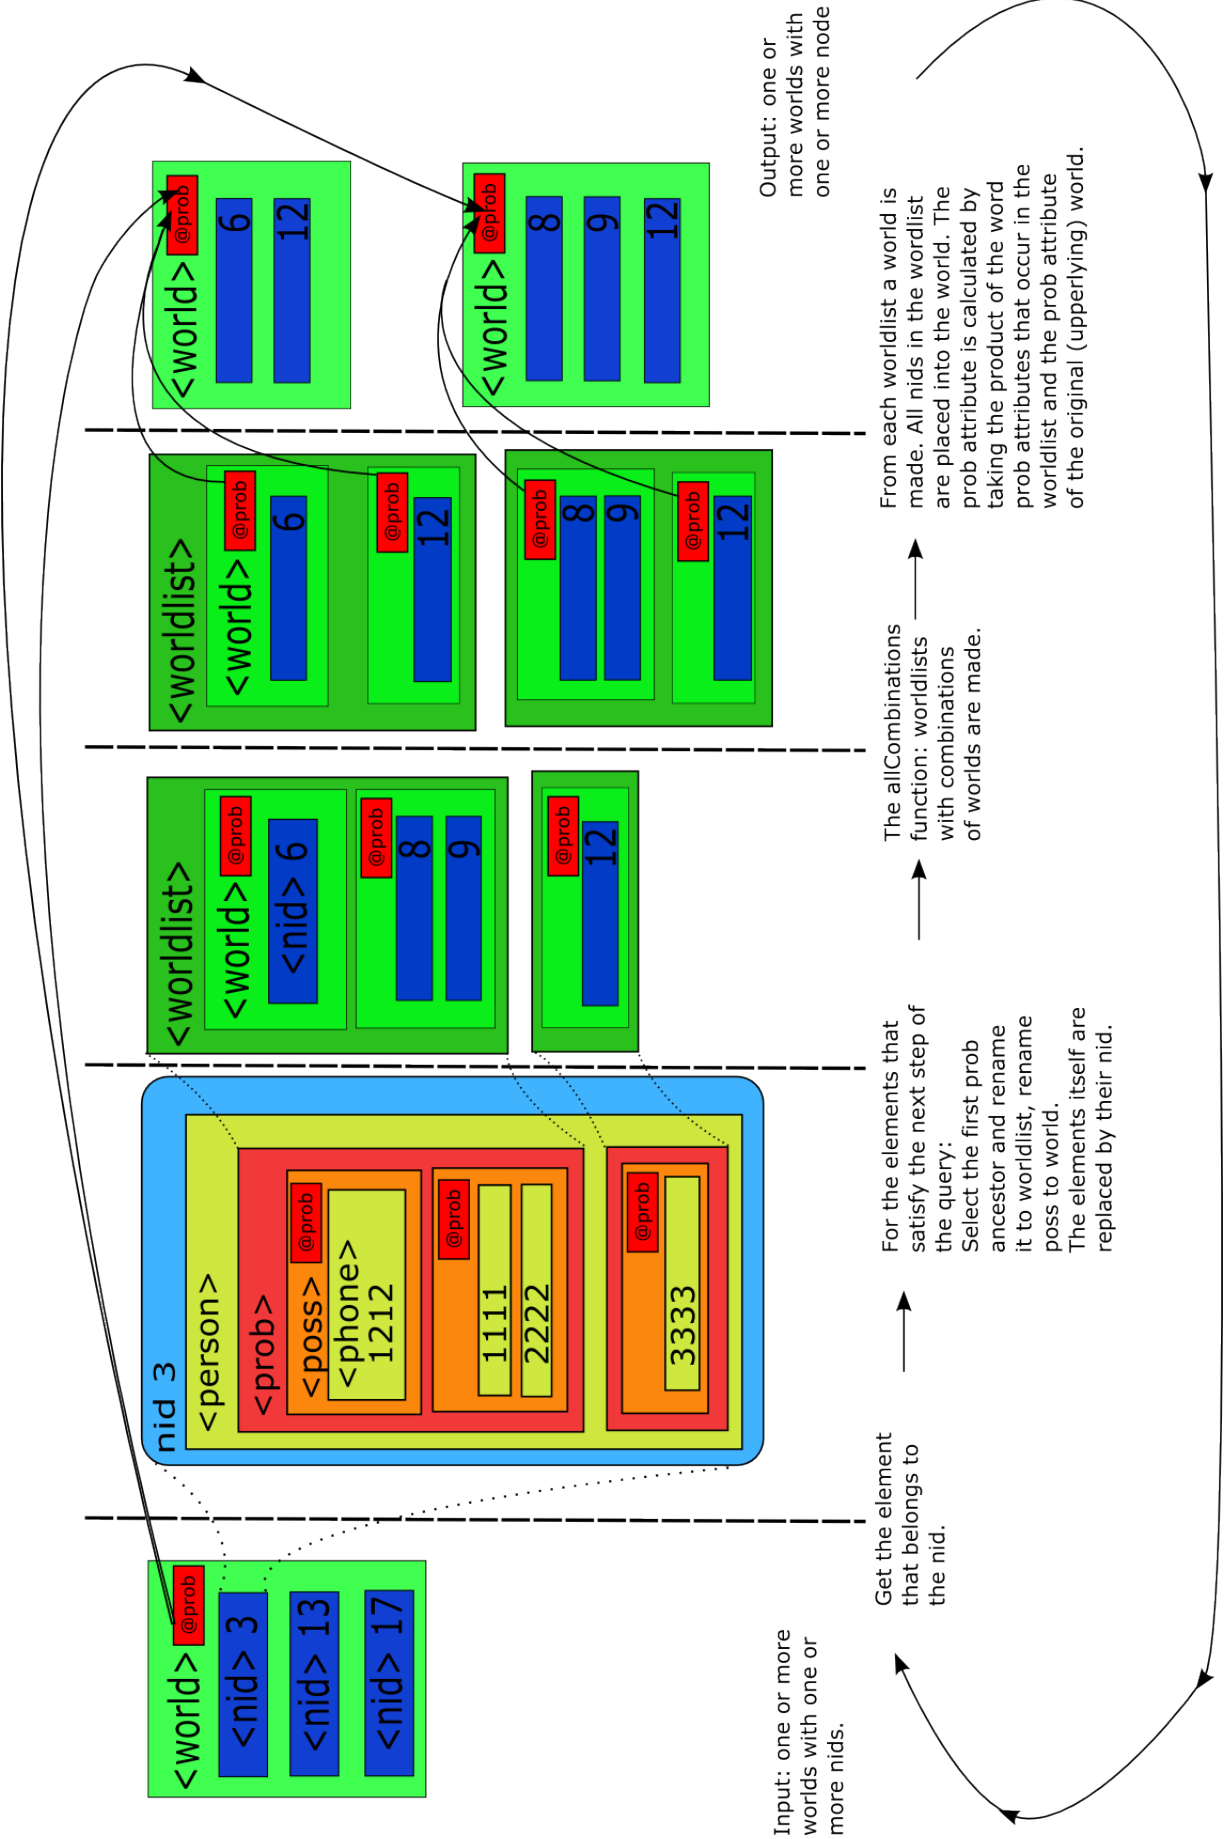 <world>
@prob
<nid> 3
<nid> 13
<nid> 17
Input: one or more
worlds with one or
more nids.
nid 3
<person>
<prob>
<poss>
@prob
<phone>
1212
@prob
1111
2222
@prob
3333
Get the element
that belongs to
the nid.
<worldlist>
<world>
@prob
<nid> 6
@prob
8
9
@prob
12
For the elements that
satisfy the next step of
the query:
Select the first prob
ancestor and rename
it to worldlist, rename
poss to world.
The elements itself are
replaced by their nid.
<worldlist>
<world>
@prob
6
@prob
12
@prob
8
9
@prob
12
The allCombinations
function: worldlists
with combinations
of worlds are made.
<world>
@prob
6
12
<world>
@prob
8
9
12
From each worldlist a world is
made. All nids in the wordlist
are placed into the world. The
prob attribute is calculated by
taking the product of the word
prob attributes that occur in the
worldlist and the prob attribute
of the original (upperlying) world.
Output: one or
more worlds with
one or more node